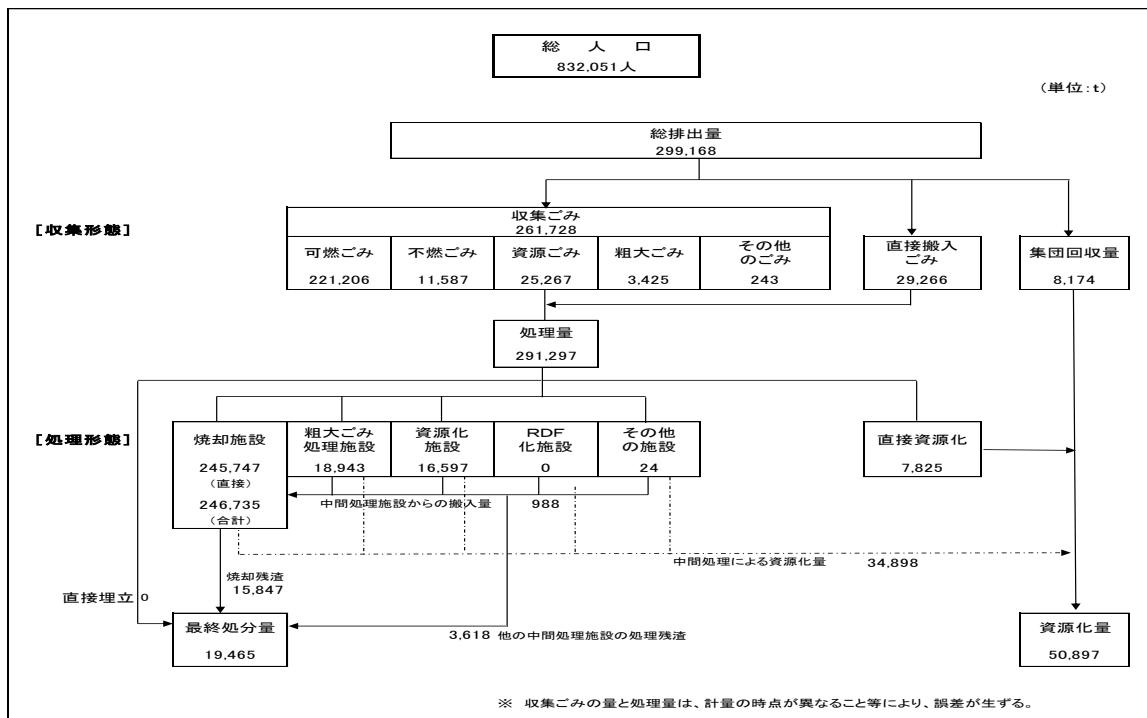 総　人　口
832,051人
（単位：t）
総排出量
299,168
［収集形態］
収集ごみ
261,728
可燃ごみ
221,206
不燃ごみ
11,587
資源ごみ
25,267
粗大ごみ
3,425
その他
のごみ
243
直接搬入
ごみ
29,266
集団回収量
8,174
処理量
291,297
［処理形態］
焼却施設
245,747
（直接）
246,735
（合計）
粗大ごみ
処理施設
18,943
資源化
施設
16,597
RDF
化施設
0
その他
の施設
24
直接資源化
7,825
中間処理施設からの搬入量　988
中間処理による資源化量　34,898
焼却残渣
15,847
直接埋立 0
最終処分量
19,465
3,618 他の中間処理施設の処理残渣
資源化量
50,897
※　収集ごみの量と処理量は、計量の時点が異なること等により、誤差が生ずる。